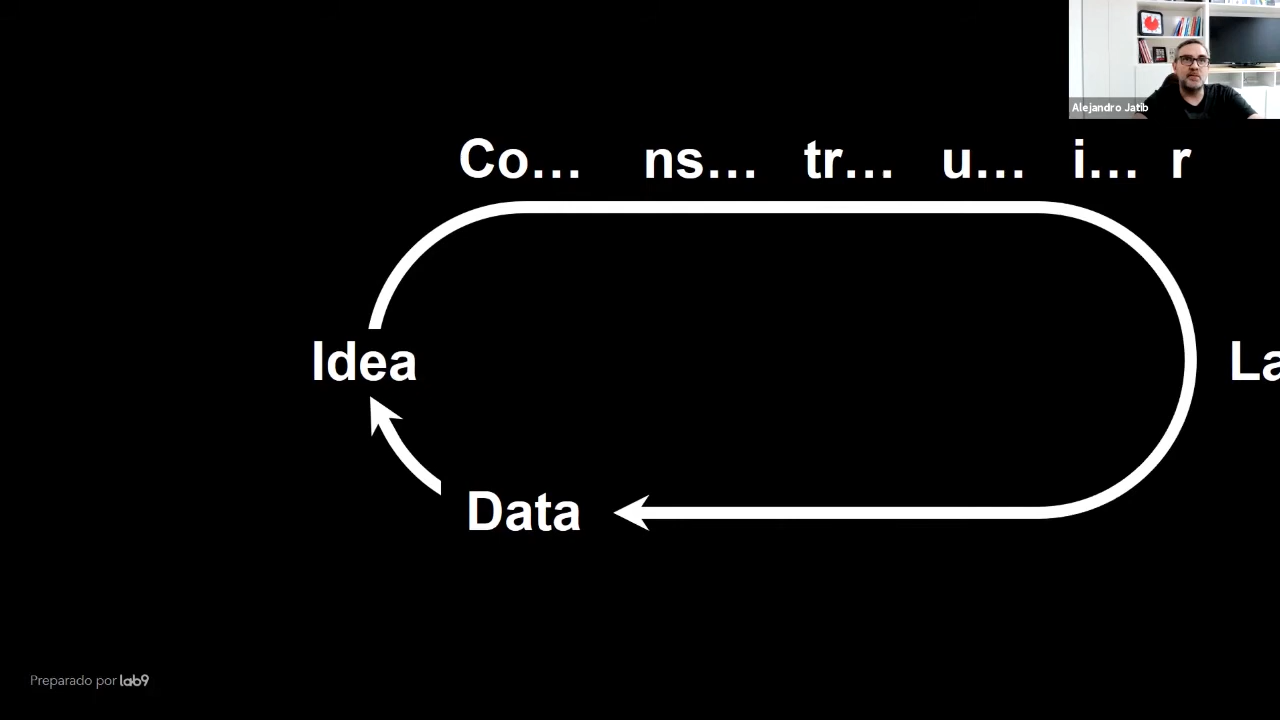 Alejandro Jatib
Co... ns... tr... u... i... r
Idea
La
Data
Preparado por lab9